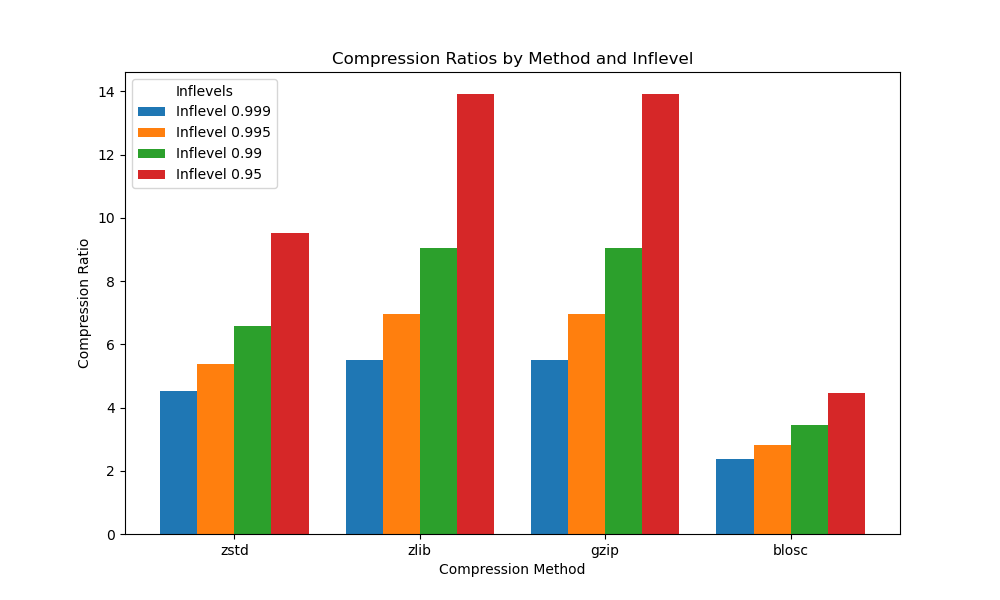 Compression Ratios by Method and Inflevel
Inflevels
Inflevel 0.999
Inflevel 0.995
Inflevel 0.99
Inflevel 0.95
14
12
10
8
6
4
2
0
Compression Ratio
zstd
zlib
gzip
blosc
Compression Method